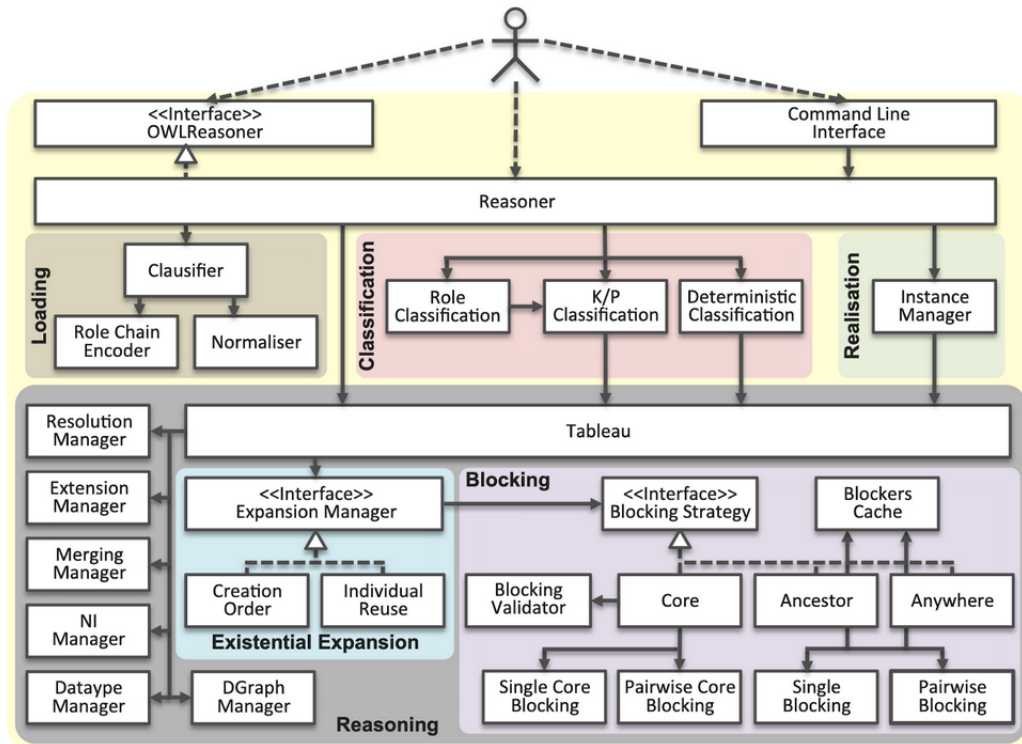 <<Interface>>
OWLReasoner
Command Line
Interface
Reasoner
Loading
Clausifier
Role Chain
Encoder
Normaliser
Classification
Role
Classification
K/P
Classification
Deterministic
Classification
Realisation
Instance
Manager
Resolution
Manager
Tableau
Extension
Manager
Merging
Manager
NI
Manager
Dataype
Manager
DGraph
Manager
Reasoning
<<Interface>>
Expansion Manager
Creation
Order
Individual
Reuse
Existential Expansion
Blocking
<<Interface>>
Blocking Strategy
Blockers
Cache
Blocking
Validator
Core
Ancestor
Anywhere
Single Core
Blocking
Pairwise Core
Blocking
Single
Blocking
Pairwise
Blocking